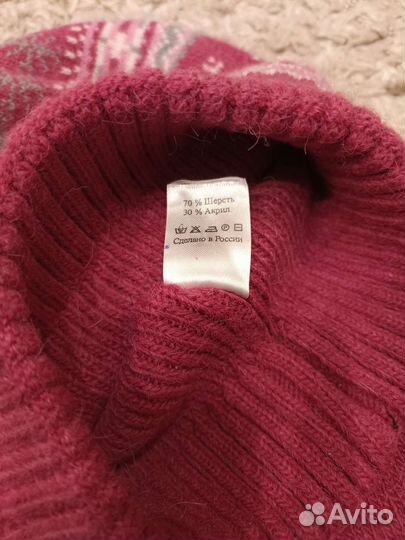 70 % Шерсть
30 % Акрил
Сделано в России
Avito